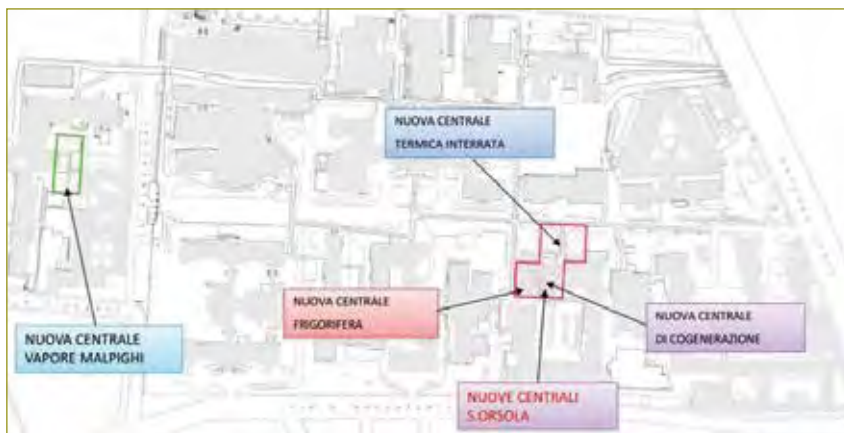 NUOVA CENTRALE
TERMICA INTERRATA
NUOVA CENTRALE
FRIGORIFERA
NUOVA CENTRALE
DI COGENERAZIONE
NUOVA CENTRALE
VAPORE MALPIGHI
NUOVE CENTRALI
S.ORSOLA